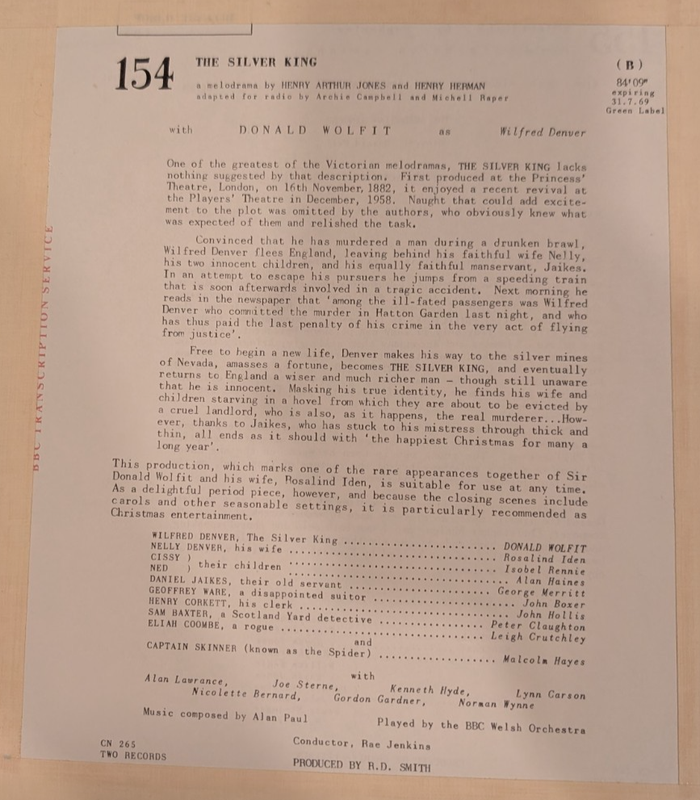 154
THE SILVER KING
(B)
a melodrama by HENRY ARTHUR JONES and HENRY HERMAN
adapted for radio by Archie Campbell and Michell Raper
84'09"
expiring
31.7.69
Green Label
with DONALD WOLFIT as Wilfred Denver
One of the greatest of the Victorian melodramas, THE SILVER KING lacks
nothing suggested by that description. First produced at the Princess'
Theatre, London, on 16th November, 1882, it enjoyed a recent revival at
the Players' Theatre in December, 1958. Naught that could add excite-
ment to the plot was omitted by the authors, who obviously knew what
was expected of them and relished the task.
Convinced that he has murdered a man during a drunken brawl,
Wilfred Denver flees England, leaving behind his faithful wife Nelly,
his two innocent children, and his equally faithful manservant, Jaikes.
In an attempt to escape his pursuers he jumps from a speeding train
that is soon afterwards involved in a tragic accident. Next morning he
reads in the newspaper that 'among the ill-fated passengers was Wilfred
Denver who committed the murder in Hatton Garden last night, and who
has thus paid the last penalty of his crime in the very act of flying
from justice'.
Free to begin a new life, Denver makes his way to the silver mines
of Nevada, amasses a fortune, becomes THE SILVER KING, and eventually
returns to England a wiser and much richer man – though still unaware
that he is innocent. Masking his true identity, he finds his wife and
children starving in a hovel from which they are about to be evicted by
a cruel landlord, who is also, as it happens, the real murderer...How-
ever, thanks to Jaikes, who has stuck to his mistress through thick and
thin, all ends as it should with 'the happiest Christmas for many a
long year'.
This production, which marks one of the rare appearances together of Sir
Donald Wolfit and his wife, Rosalind Iden, is suitable for use at any time.
As a delightful period piece, however, and because the closing scenes include
carols and other seasonable settings, it is particularly recommended as
Christmas entertainment.
WILFRED DENVER, The Silver King .......................... DONALD WOLFIT
NELLY DENVER, his wife .......................... Rosalind Iden
CISSY ) .......................... Isobel Rennie
NED ) their children .......................... Alan Haines
DANIEL JAIKES, their old servant .......................... George Merritt
GEOFFREY WARE, a disappointed suitor .......................... John Boxer
HENRY CORKETT, his clerk .......................... John Hollis
SAM BAXTER, a Scotland Yard detective .......................... Peter Claughton
ELIAH COOMBE, a rogue .......................... Leigh Crutchley
and
CAPTAIN SKINNER (known as the Spider) .......................... Malcolm Hayes
with
Alan Lawrance, Joe Sterne, Kenneth Hyde, Lynn Carson
Nicolette Bernard, Gordon Gardner, Norman Wynne
Music composed by Alan Paul Played by the BBC Welsh Orchestra
Conductor, Rae Jenkins
CN 265
TWO RECORDS
PRODUCED BY R.D. SMITH
BBC TRANSCRIPTION SERVICE